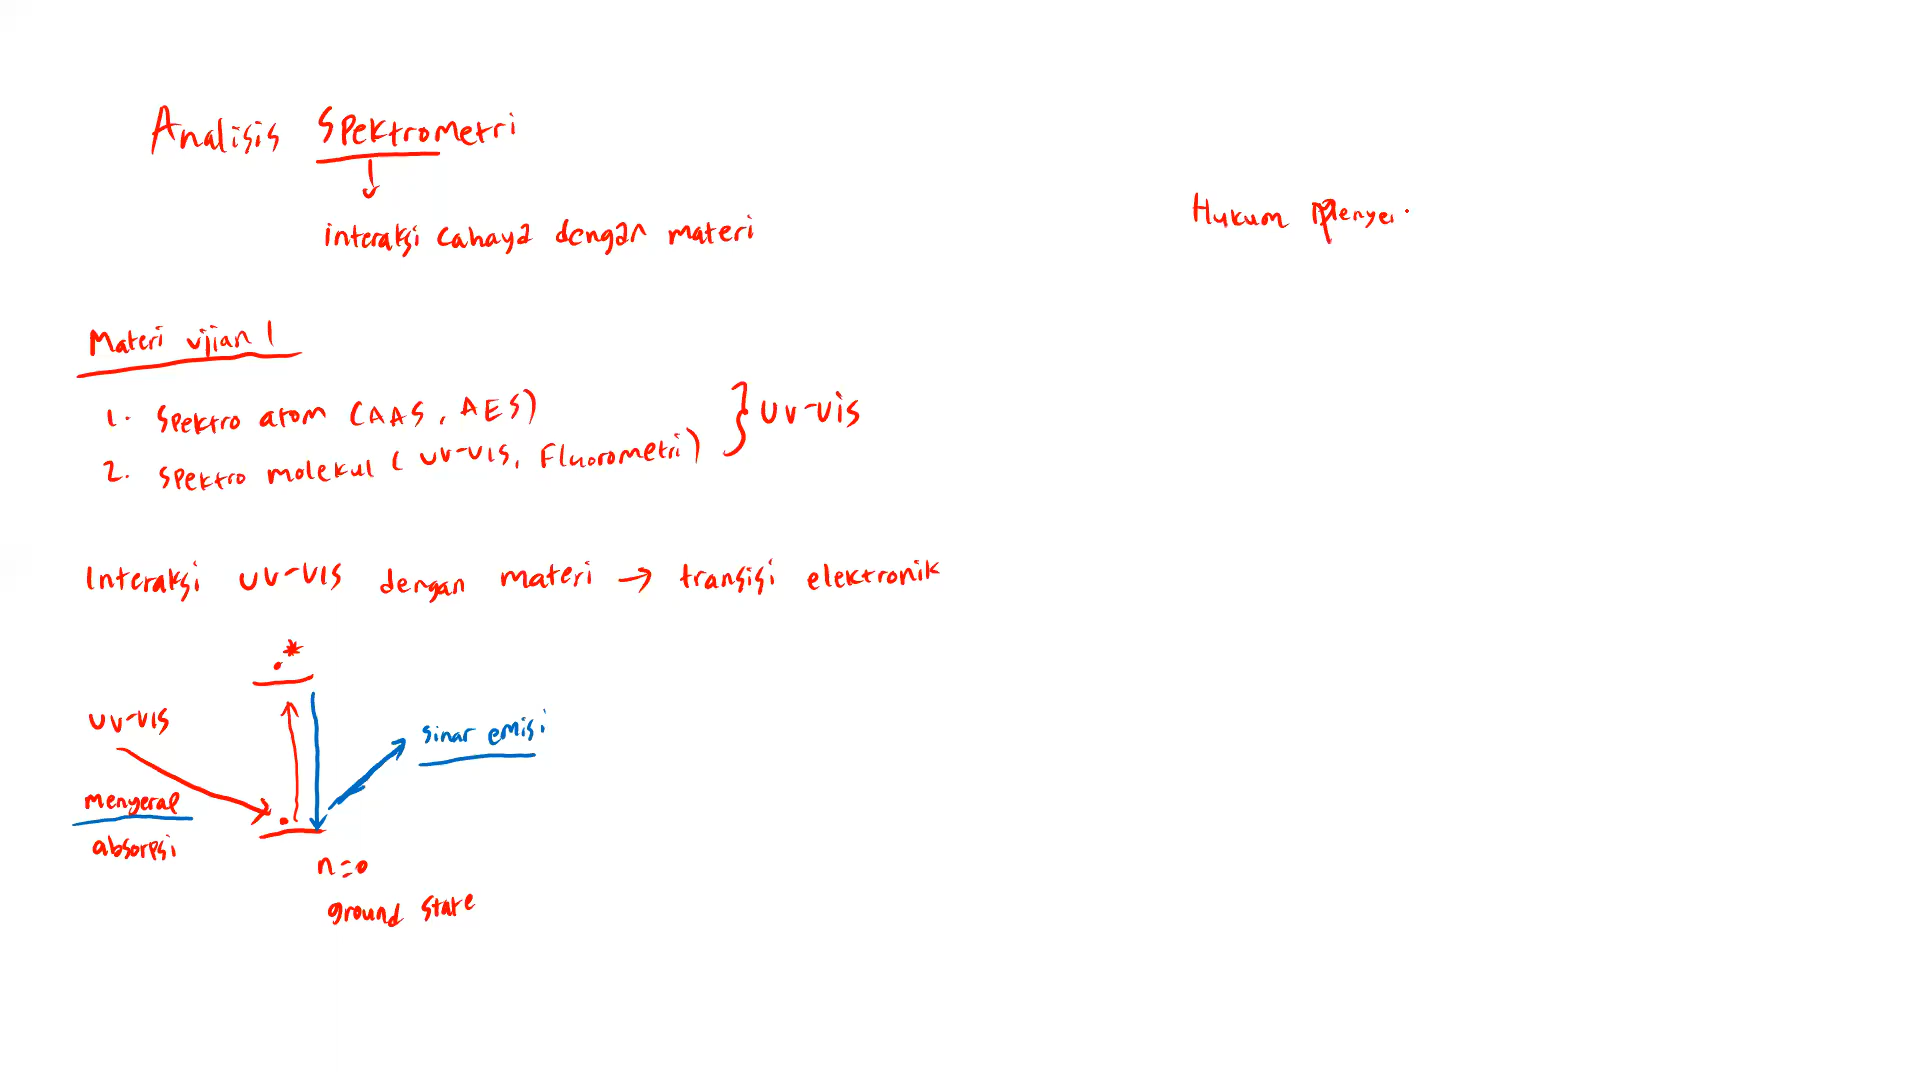 Analisis Spektrometri
interaksi cahaya dengan materi
Materi ujian 1
1. Spektro atom (AAS, AES)
2. Spektro molekul (UV-VIS, Fluorometri)
} UV-Vis
Interaksi UV-VIS dengan materi → transisi elektronik
*
UV-VIS
menyerap
absorpsi
sinar emisi
n=0
ground state
Hukum